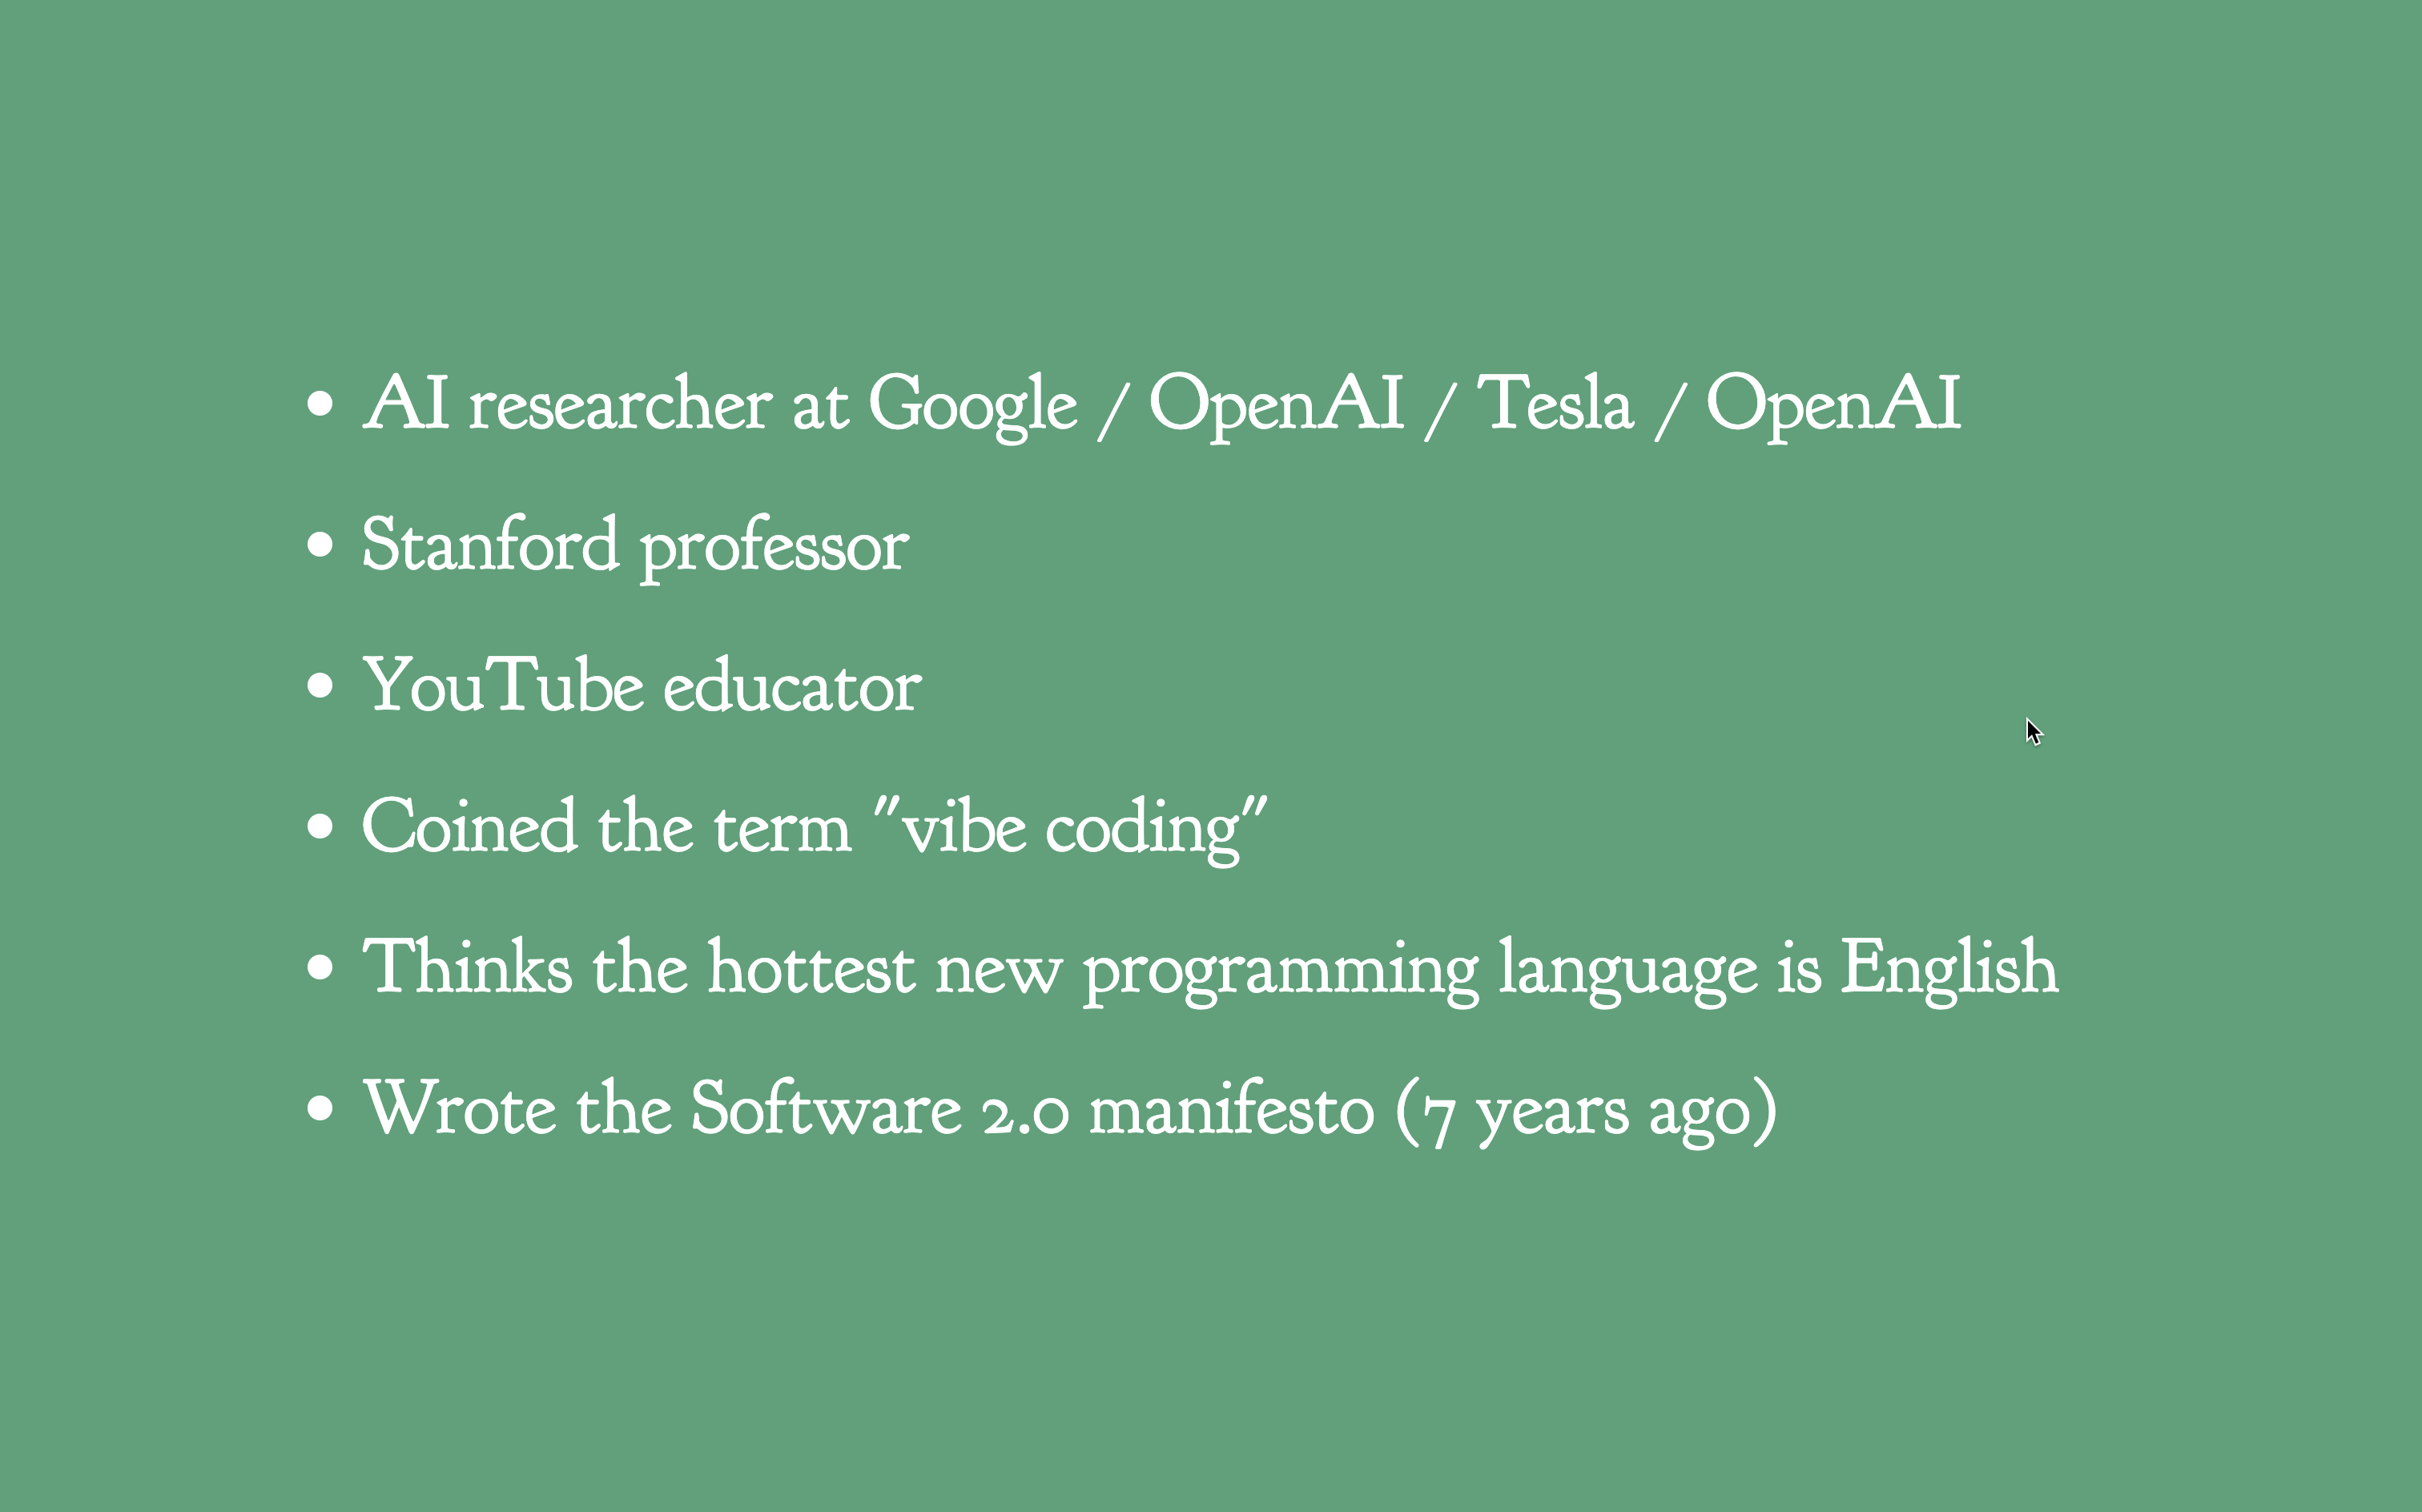 • AI researcher at Google / OpenAI / Tesla / OpenAI
• Stanford professor
• YouTube educator
• Coined the term "vibe coding"
• Thinks the hottest new programming language is English
• Wrote the Software 2.0 manifesto (7 years ago)